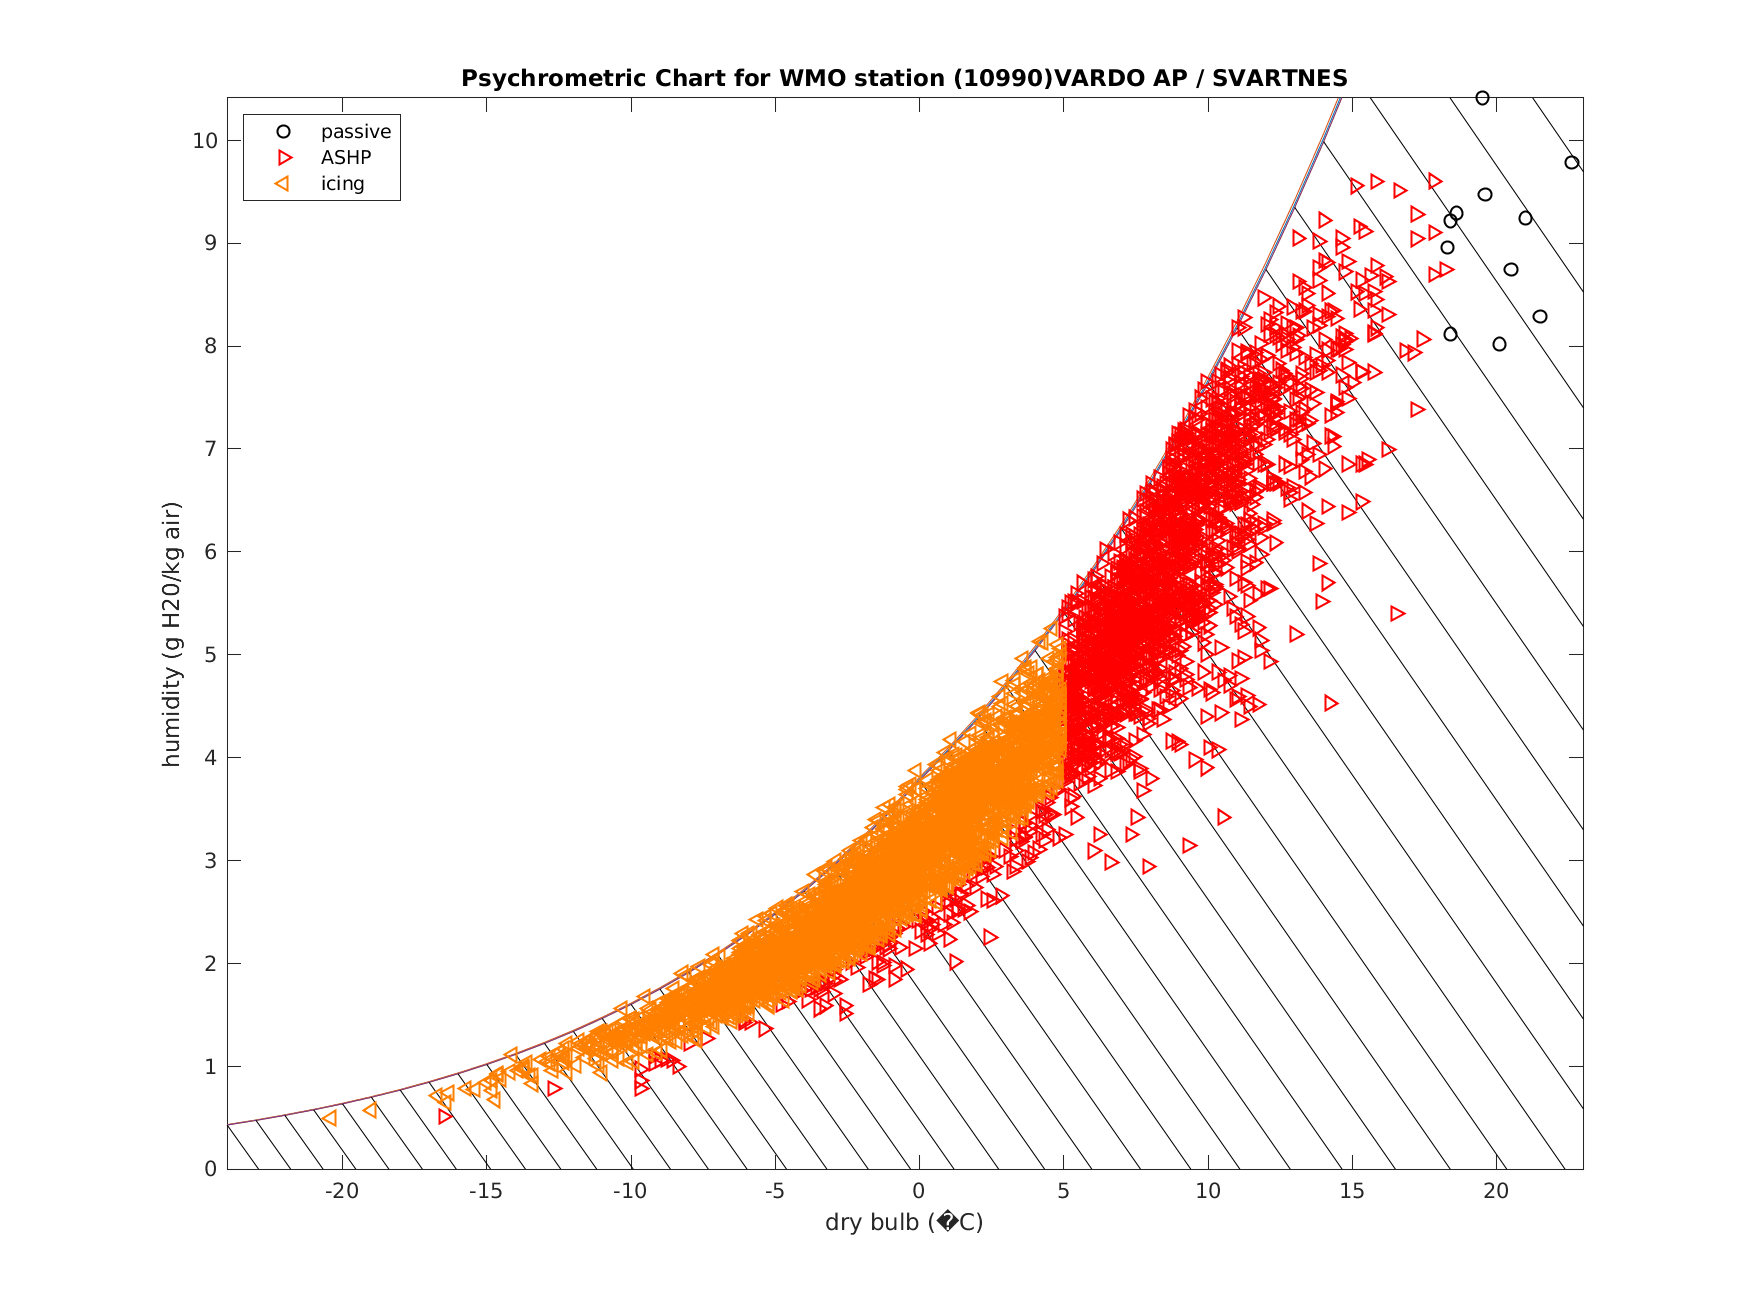 Psychrometric Chart for WMO station (10990)VARDO AP / SVARTNES
passive
ASHP
icing
10
9
8
7
6
5
4
3
2
1
0
humidity (g H20/kg air)
-20 -15 -10 -5 0 5 10 15 20
dry bulb (�C)